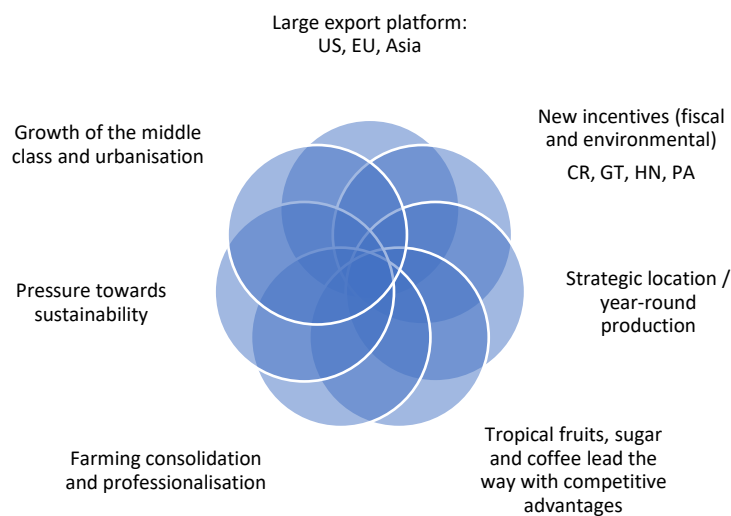 Large export platform:
US, EU, Asia
New incentives (fiscal
and environmental)
CR, GT, HN, PA
Strategic location /
year-round
production
Tropical fruits, sugar
and coffee lead the
way with competitive
advantages
Farming consolidation
and professionalisation
Pressure towards
sustainability
Growth of the middle
class and urbanisation